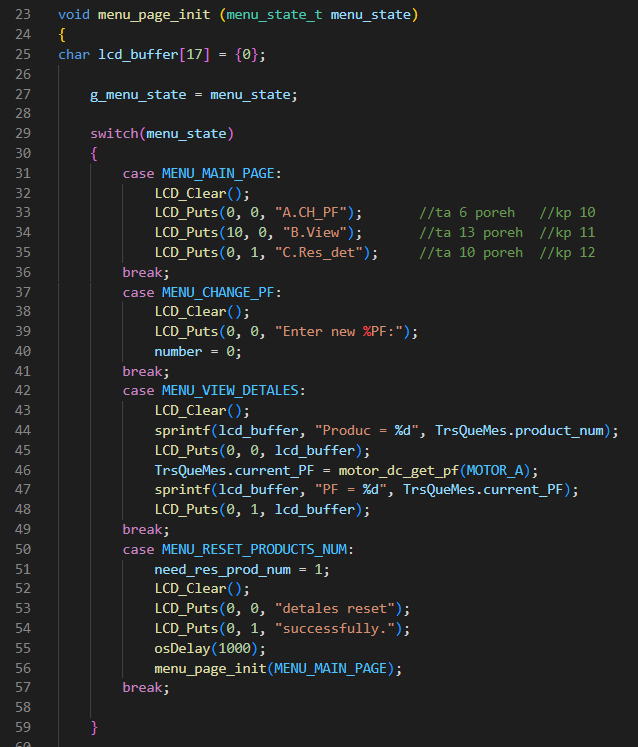 23 void menu_page_init (menu_state_t menu_state)
24 {
25 char lcd_buffer[17] = {0};
26
27     g_menu_state = menu_state;
28
29     switch(menu_state)
30     {
31         case MENU_MAIN_PAGE:
32             LCD_Clear();
33             LCD_Puts(0, 0, "A.CH_PF");       //ta 6 poreh   //kp 10
34             LCD_Puts(10, 0, "B.View");       //ta 13 poreh  //kp 11
35             LCD_Puts(0, 1, "C.Res_det");     //ta 10 poreh  //kp 12
36         break;
37         case MENU_CHANGE_PF:
38             LCD_Clear();
39             LCD_Puts(0, 0, "Enter new %PF:");
40             number = 0;
41         break;
42         case MENU_VIEW_DETALES:
43             LCD_Clear();
44             sprintf(lcd_buffer, "Produc = %d", TrsQueMes.product_num);
45             LCD_Puts(0, 0, lcd_buffer);
46             TrsQueMes.current_PF = motor_dc_get_pf(MOTOR_A);
47             sprintf(lcd_buffer, "PF = %d", TrsQueMes.current_PF);
48             LCD_Puts(0, 1, lcd_buffer);
49         break;
50         case MENU_RESET_PRODUCTS_NUM:
51             need_res_prod_num = 1;
52             LCD_Clear();
53             LCD_Puts(0, 0, "detales reset");
54             LCD_Puts(0, 1, "successfully.");
55             osDelay(1000);
56             menu_page_init(MENU_MAIN_PAGE);
57         break;
58
59     }